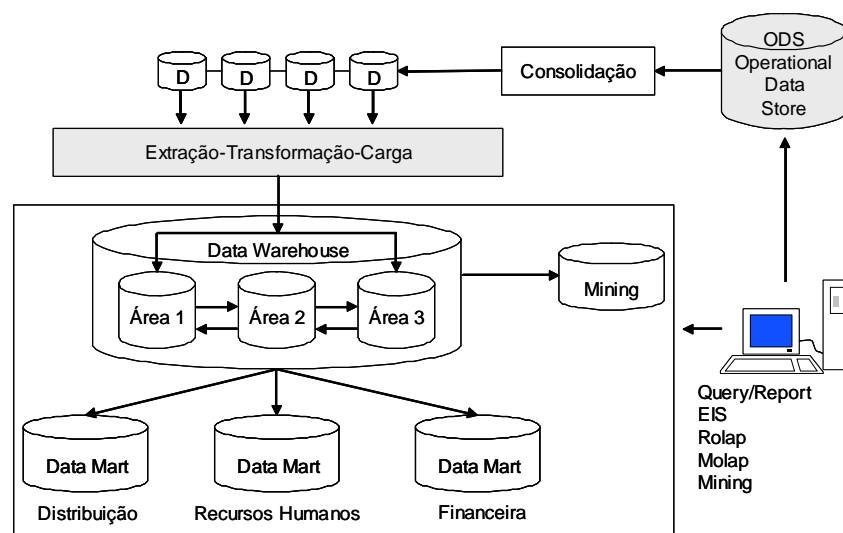 ODS
Operational
Data
Store
Consolidação
D D D D
Extração-Transformação-Carga
Data Warehouse
Área 1 Área 2 Área 3
Mining
Query/Report
EIS
Rolap
Molap
Mining
Data Mart Data Mart Data Mart
Distribuição Recursos Humanos Financeira